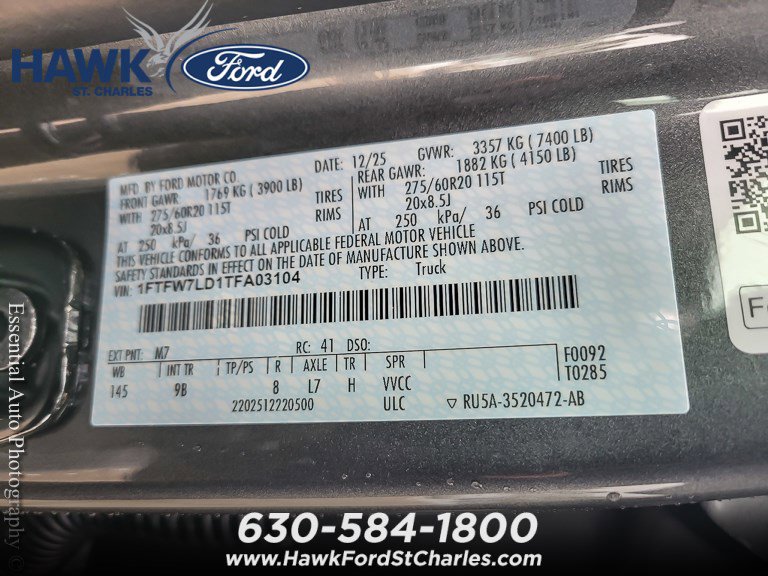 HAWK
ST. CHARLES
Ford
MFD. BY FORD MOTOR CO. DATE: 12/25 GVWR: 3357 KG (7400 LB)
FRONT GAWR: 1769 KG (3900 LB) REAR GAWR: 1882 KG (4150 LB)
WITH 275/60R20 115T TIRES WITH 275/60R20 115T TIRES
20x8.5J RIMS 20x8.5J RIMS
AT 250 kPa/ 36 PSI COLD AT 250 kPa/ 36 PSI COLD
THIS VEHICLE CONFORMS TO ALL APPLICABLE FEDERAL MOTOR VEHICLE
SAFETY STANDARDS IN EFFECT ON THE DATE OF MANUFACTURE SHOWN ABOVE.
VIN: 1FTFW7LD1TFA03104 TYPE: Truck
EXT PNT: M7 RC: 41 DSO:
WB INT TR TP/PS R AXLE TR SPR F0092
145 9B 8 L7 H VVCC T0285
2202512220500 ULC ▽ RU5A-3520472-AB
Essential Auto Photography ©
630-584-1800
www.HawkFordStCharles.com